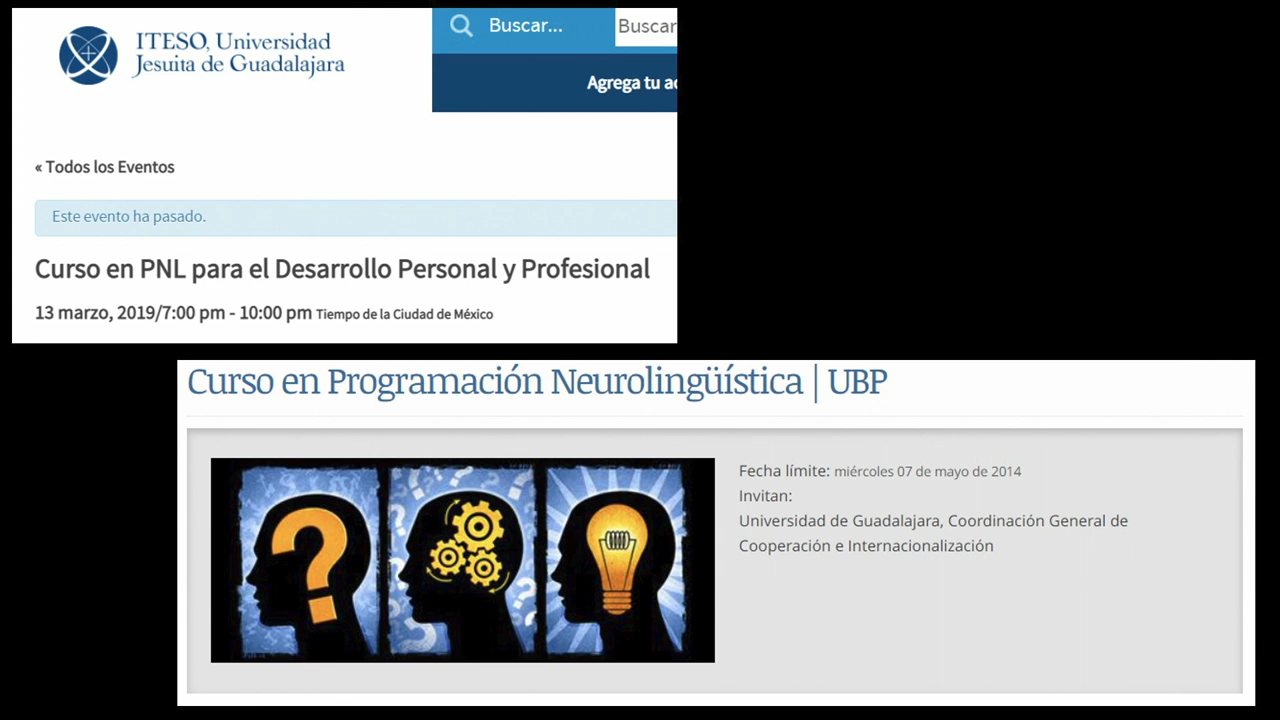 ITESO, Universidad
Jesuita de Guadalajara
Buscar...
Buscar
Agrega tu
« Todos los Eventos
Este evento ha pasado.
Curso en PNL para el Desarrollo Personal y Profesional
13 marzo, 2019/7:00 pm - 10:00 pm Tiempo de la Ciudad de México
Curso en Programación Neurolingüística | UBP
Fecha límite: miércoles 07 de mayo de 2014
Invitan:
Universidad de Guadalajara, Coordinación General de
Cooperación e Internacionalización